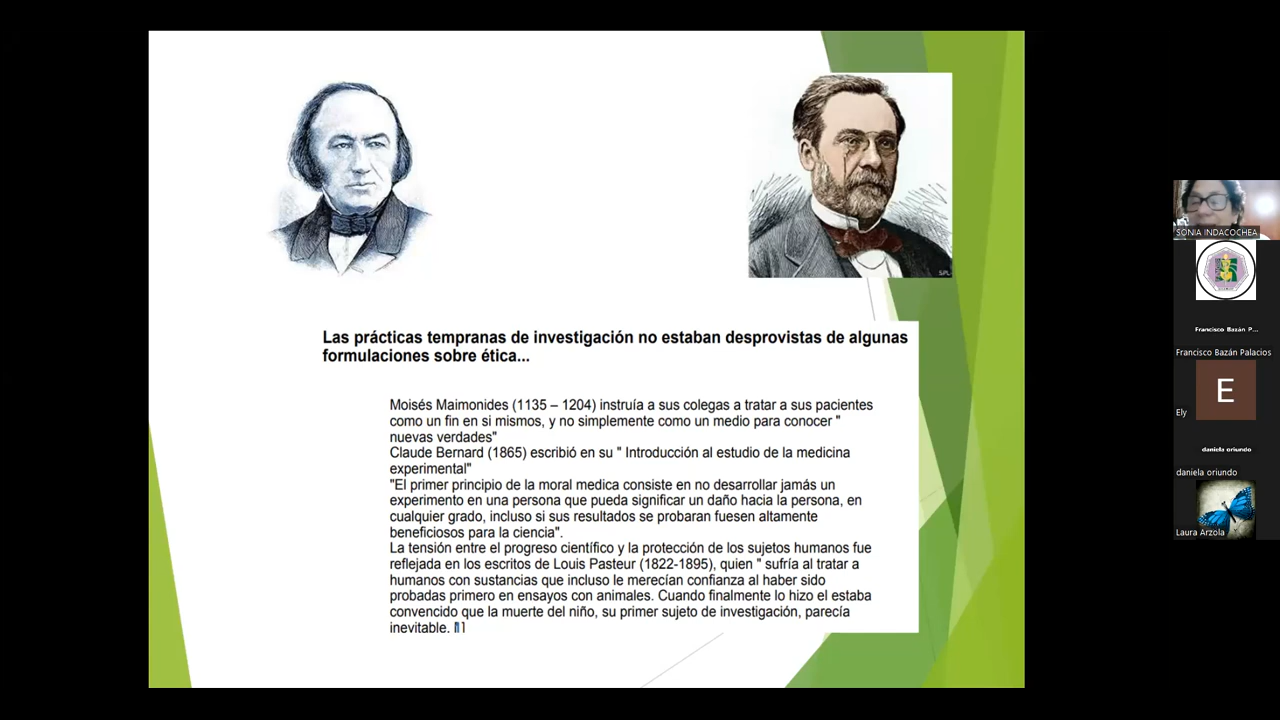 SPL
Las prácticas tempranas de investigación no estaban desprovistas de algunas
formulaciones sobre ética...
Moisés Maimonides (1135 – 1204) instruía a sus colegas a tratar a sus pacientes
como un fin en si mismos, y no simplemente como un medio para conocer "
nuevas verdades"
Claude Bernard (1865) escribió en su " Introducción al estudio de la medicina
experimental"
"El primer principio de la moral medica consiste en no desarrollar jamás un
experimento en una persona que pueda significar un daño hacia la persona, en
cualquier grado, incluso si sus resultados se probaran fuesen altamente
beneficiosos para la ciencia".
La tensión entre el progreso científico y la protección de los sujetos humanos fue
reflejada en los escritos de Louis Pasteur (1822-1895), quien " sufría al tratar a
humanos con sustancias que incluso le merecían confianza al haber sido
probadas primero en ensayos con animales. Cuando finalmente lo hizo el estaba
convencido que la muerte del niño, su primer sujeto de investigación, parecía
inevitable.
SONIA INDACOCHEA
Francisco Bazán P...
Francisco Bazán Palacios
E
Ely
daniela oriundo
daniela oriundo
Laura Arzola